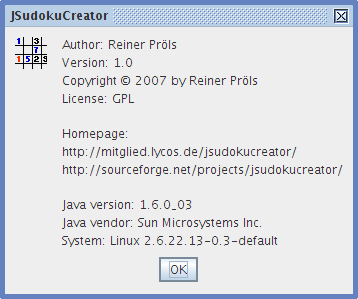 JSudokuCreator
1 3
7
1 5 2 3
Author: Reiner Pröls
Version: 1.0
Copyright © 2007 by Reiner Pröls
License: GPL
Homepage:
http://mitglied.lycos.de/jsudokucreator/
http://sourceforge.net/projects/jsudokucreator/
Java version: 1.6.0_03
Java vendor: Sun Microsystems Inc.
System: Linux 2.6.22.13-0.3-default
OK